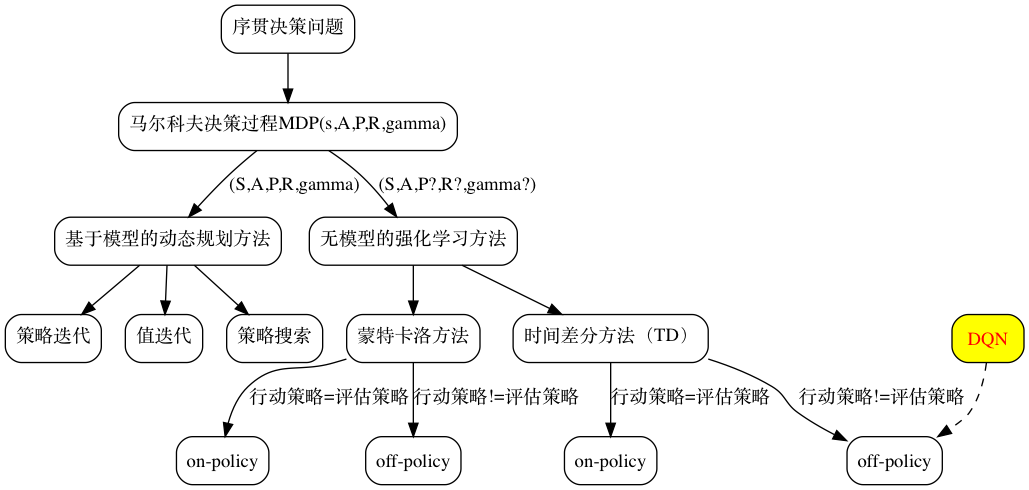 序贯决策问题
马尔科夫决策过程MDP(s,A,P,R,gamma)
(S,A,P,R,gamma)
(S,A,P?,R?,gamma?)
基于模型的动态规划方法
无模型的强化学习方法
策略迭代
值迭代
策略搜索
蒙特卡洛方法
时间差分方法（TD）
DQN
行动策略=评估策略
行动策略!=评估策略
行动策略=评估策略
行动策略!=评估策略
on-policy
off-policy
on-policy
off-policy